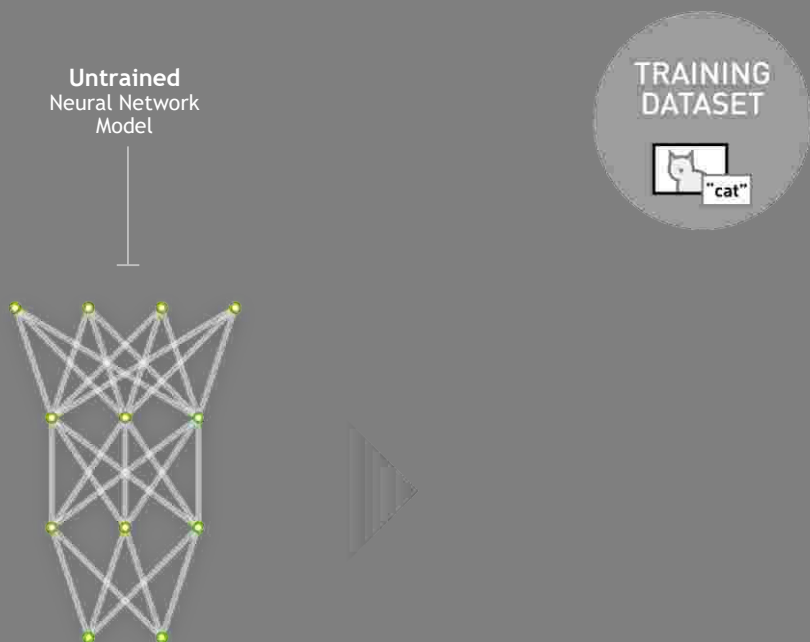 Untrained
Neural Network
Model
TRAINING
DATASET
"cat"